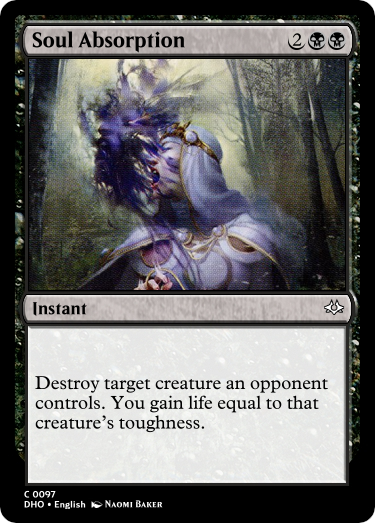 Soul Absorption 2
Instant
Destroy target creature an opponent
controls. You gain life equal to that
creature's toughness.
C 0097
DHO • English Naomi Baker